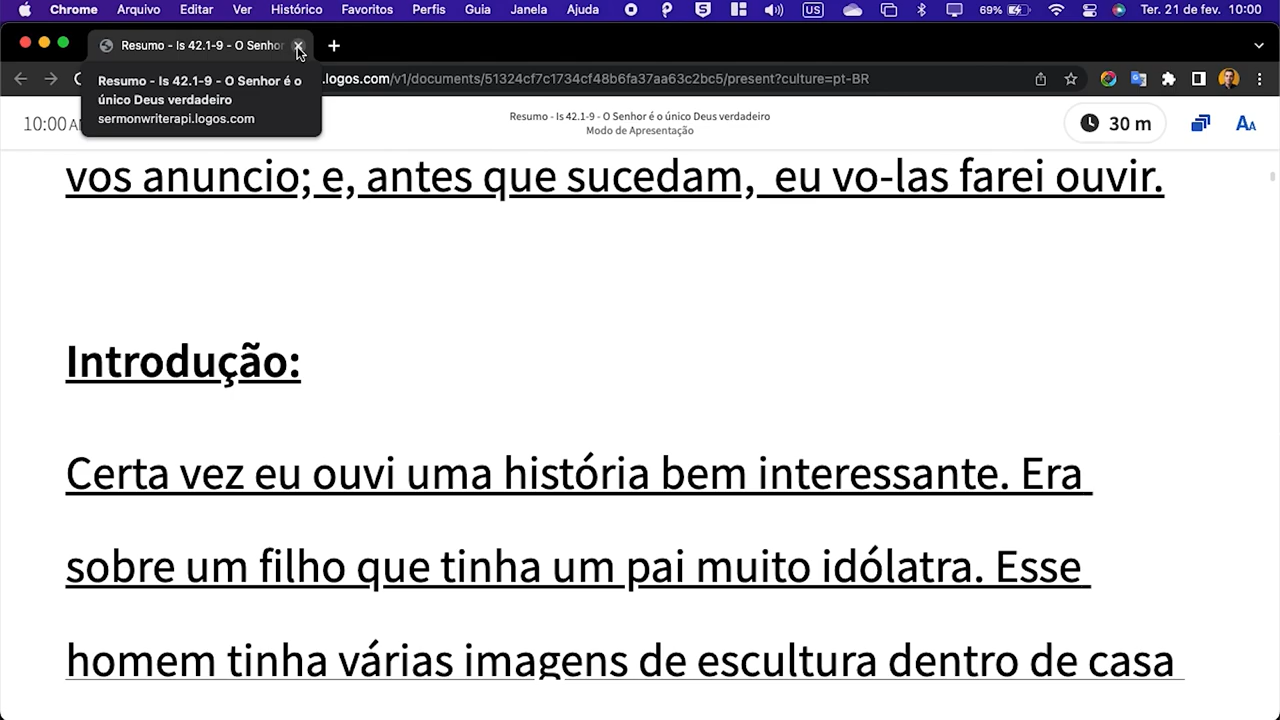 Chrome Arquivo Editar Ver Histórico Favoritos Perfis Guia Janela Ajuda US 69% Ter. 21 de fev. 10:00
Resumo - Is 42.1-9 - O Senhor
.logos.com/v1/documents/51324cf7c1734cf48b6fa37aa63c2bc5/present?culture=pt-BR
Resumo - Is 42.1-9 - O Senhor é o
único Deus verdadeiro
sermonwriterapi.logos.com
10:00 A
Resumo - Is 42.1-9 - O Senhor é o único Deus verdadeiro
Modo de Apresentação
30 m
AA
vos anuncio; e, antes que sucedam, eu vo-las farei ouvir.
Introdução:
Certa vez eu ouvi uma história bem interessante. Era
sobre um filho que tinha um pai muito idólatra. Esse
homem tinha várias imagens de escultura dentro de casa